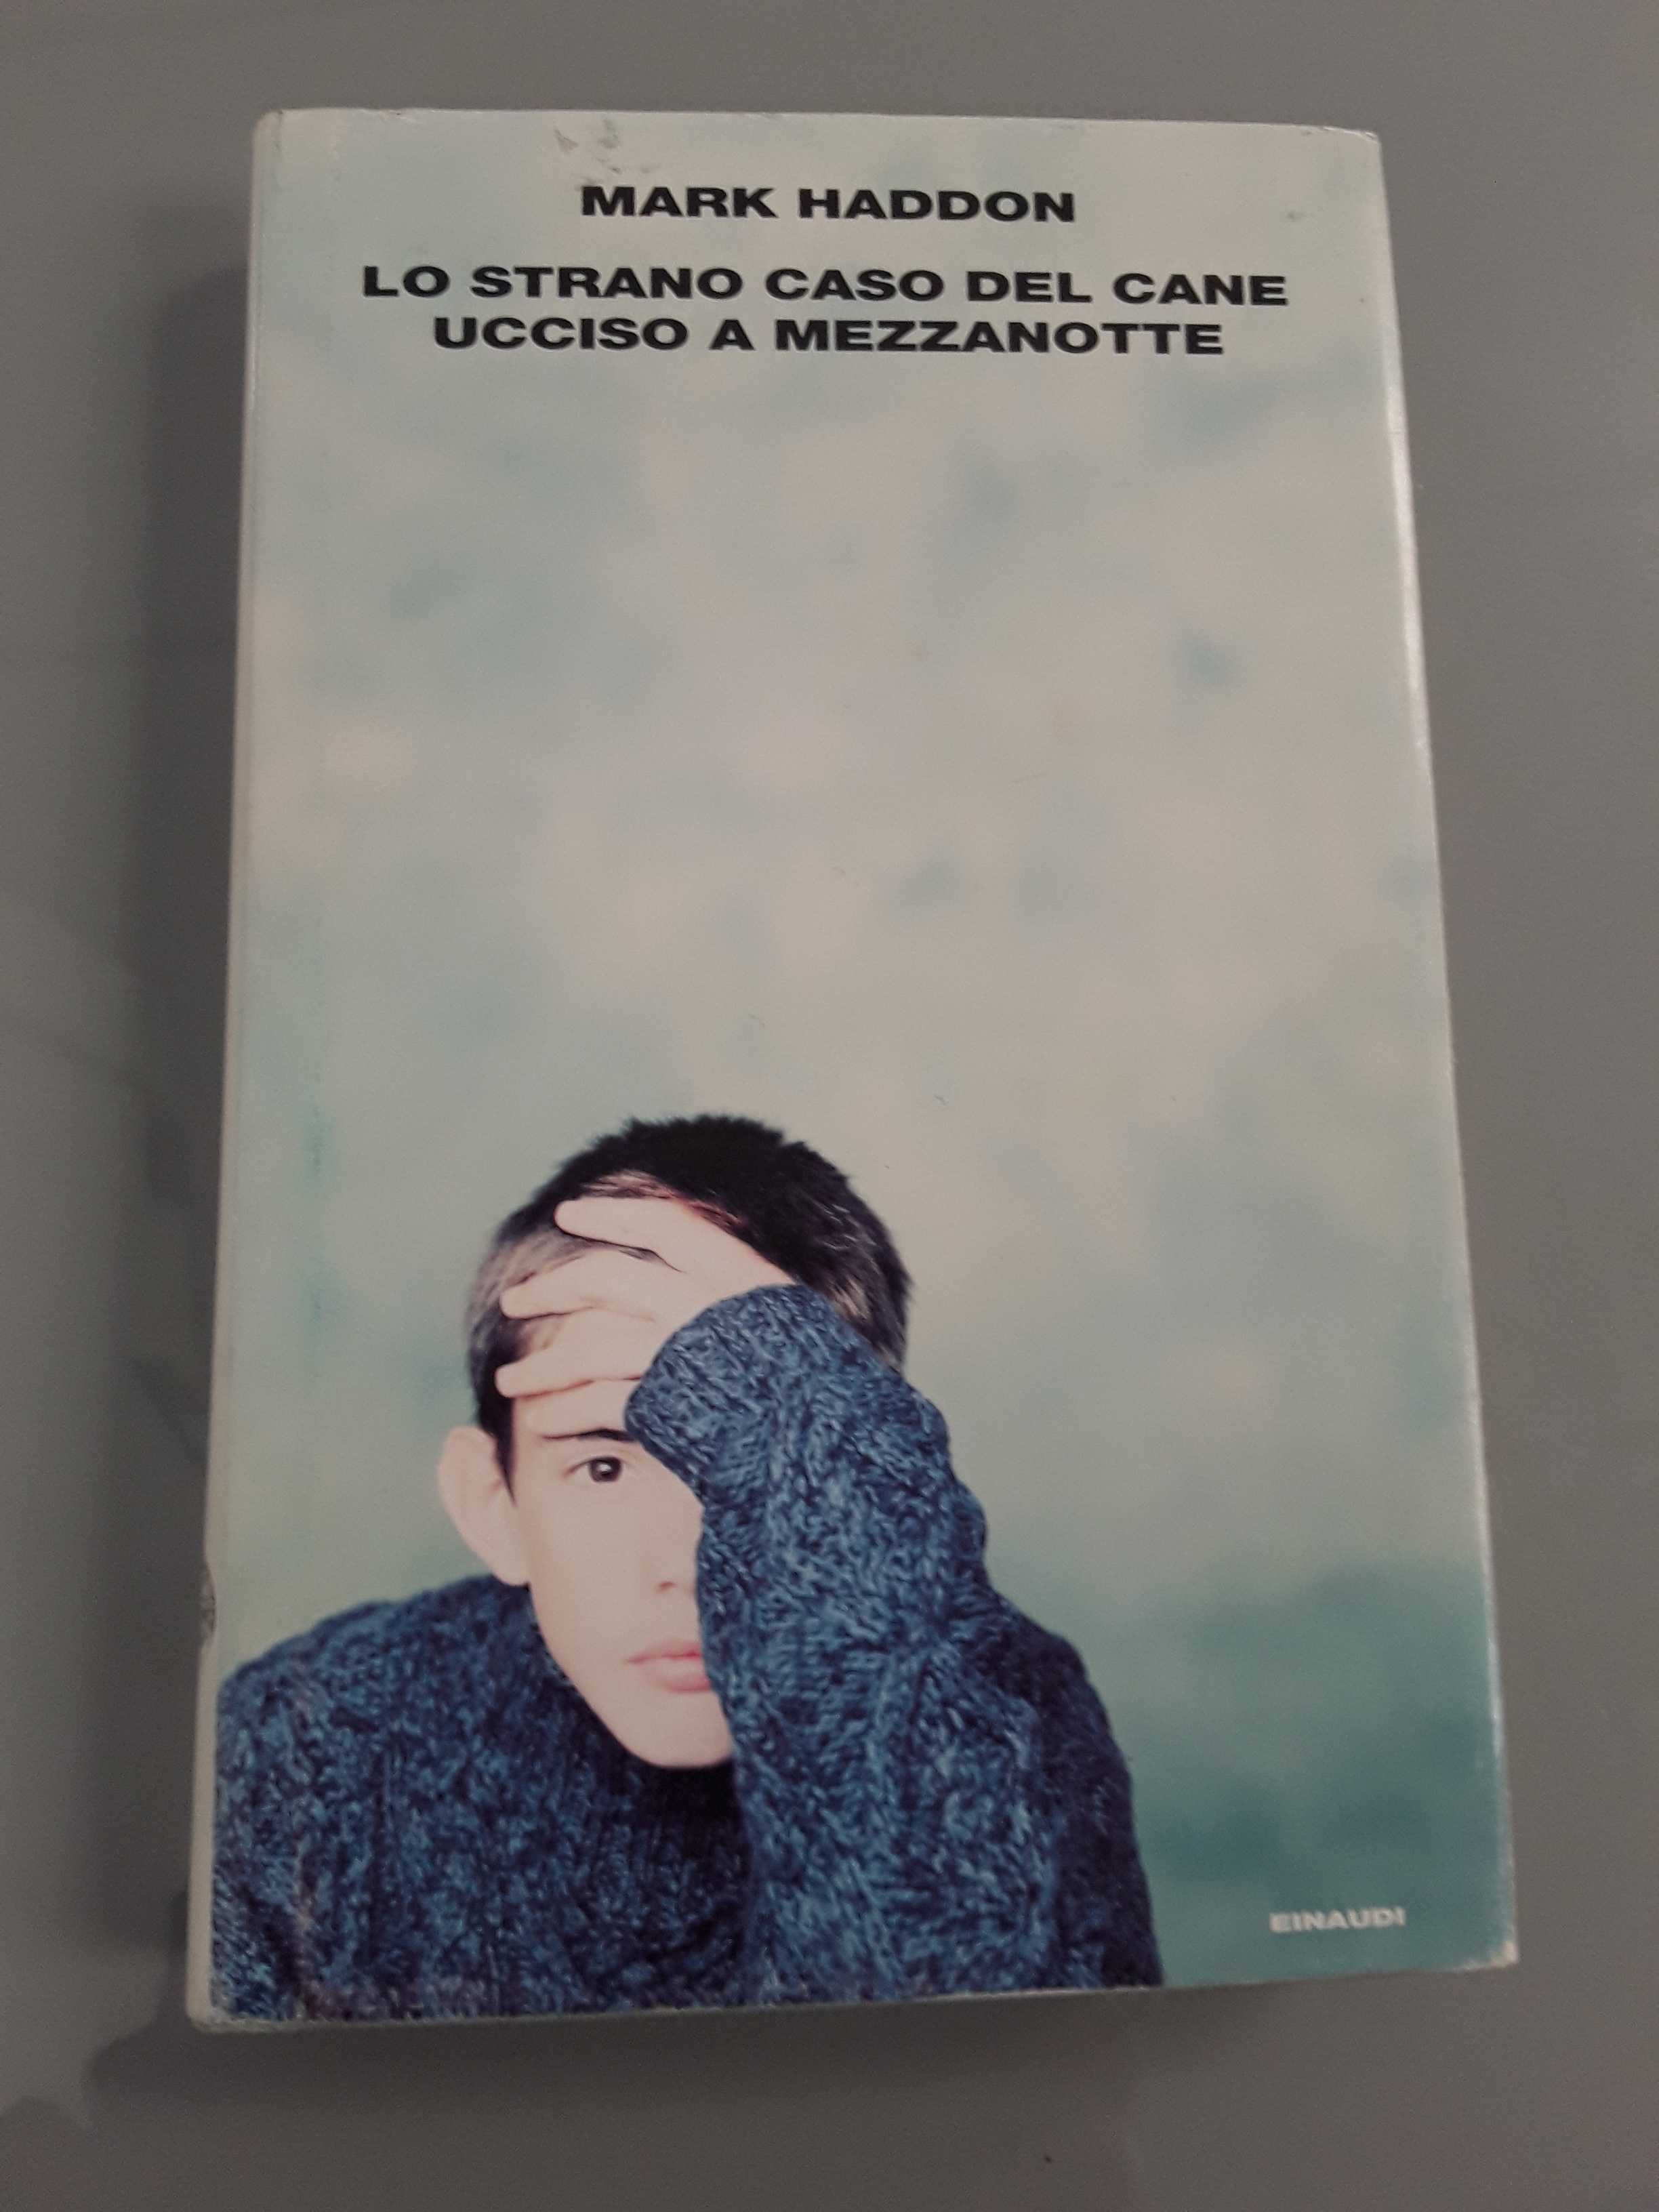 MARK HADDON
LO STRANO CASO DEL CANE
UCCISO A MEZZANOTTE
EINAUDI